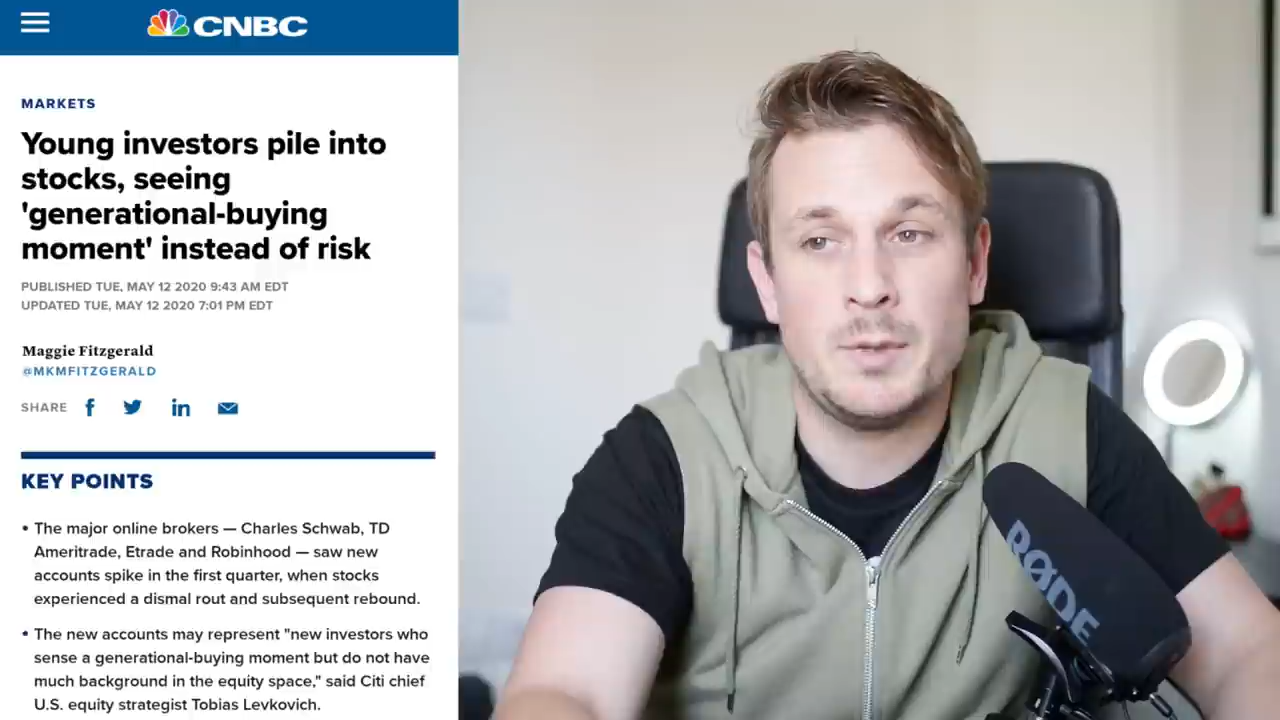 CNBC
MARKETS
Young investors pile into
stocks, seeing
'generational-buying
moment' instead of risk
PUBLISHED TUE, MAY 12 2020 9:43 AM EDT
UPDATED TUE, MAY 12 2020 7:01 PM EDT
Maggie Fitzgerald
@MKMFITZGERALD
SHARE
KEY POINTS
• The major online brokers — Charles Schwab, TD
Ameritrade, Etrade and Robinhood — saw new
accounts spike in the first quarter, when stocks
experienced a dismal rout and subsequent rebound.
• The new accounts may represent "new investors who
sense a generational-buying moment but do not have
much background in the equity space," said Citi chief
U.S. equity strategist Tobias Levkovich.
RØDE